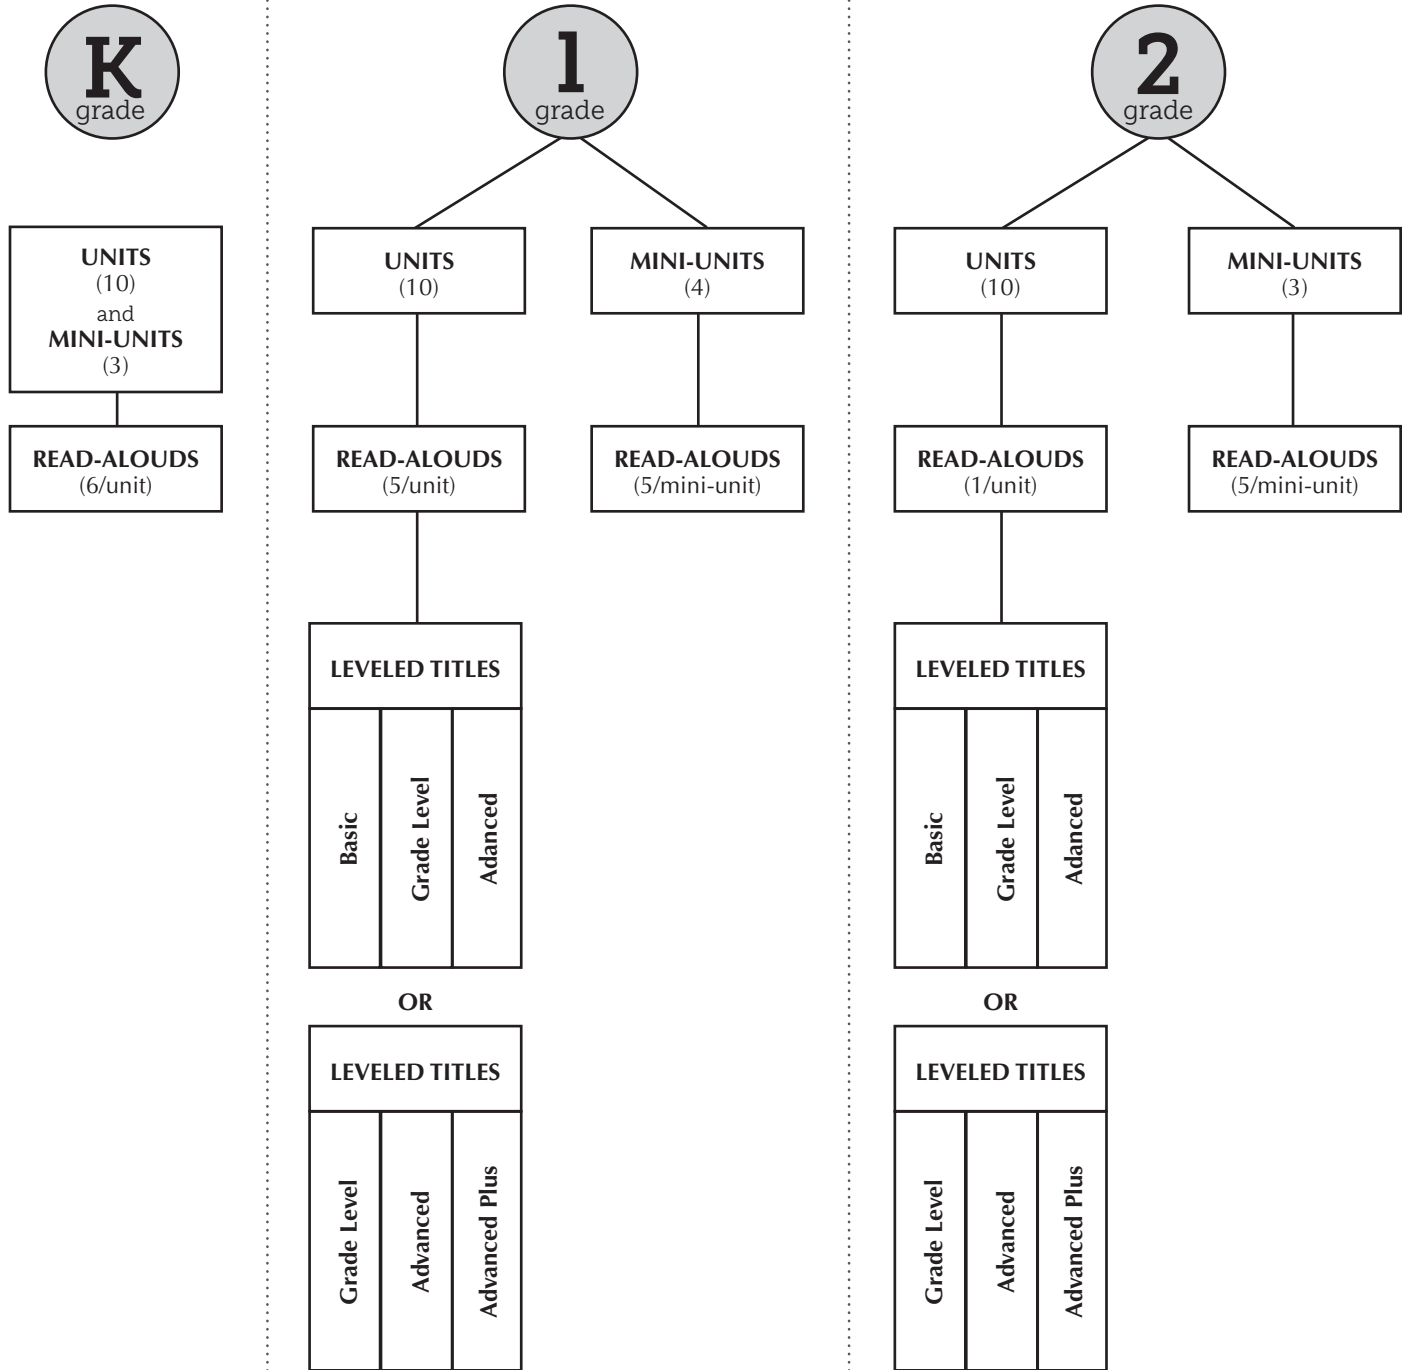 K
grade
UNITS
(10)
and
MINI-UNITS
(3)
READ-ALOUDS
(6/unit)
1
grade
UNITS
(10)
MINI-UNITS
(4)
READ-ALOUDS
(5/unit)
READ-ALOUDS
(5/mini-unit)
LEVELED TITLES
Basic
Grade Level
Adanced
OR
LEVELED TITLES
Grade Level
Advanced
Advanced Plus
2
grade
UNITS
(10)
MINI-UNITS
(3)
READ-ALOUDS
(1/unit)
READ-ALOUDS
(5/mini-unit)
LEVELED TITLES
Basic
Grade Level
Adanced
OR
LEVELED TITLES
Grade Level
Advanced
Advanced Plus